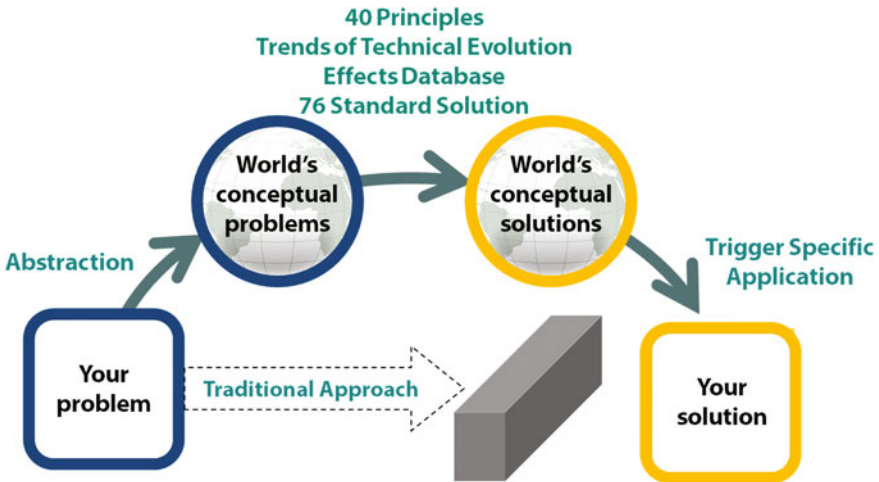 40 Principles
Trends of Technical Evolution
Effects Database
76 Standard Solution
World's
conceptual
problems
World's
conceptual
solutions
Abstraction
Trigger Specific
Application
Your
problem
Traditional Approach
Your
solution